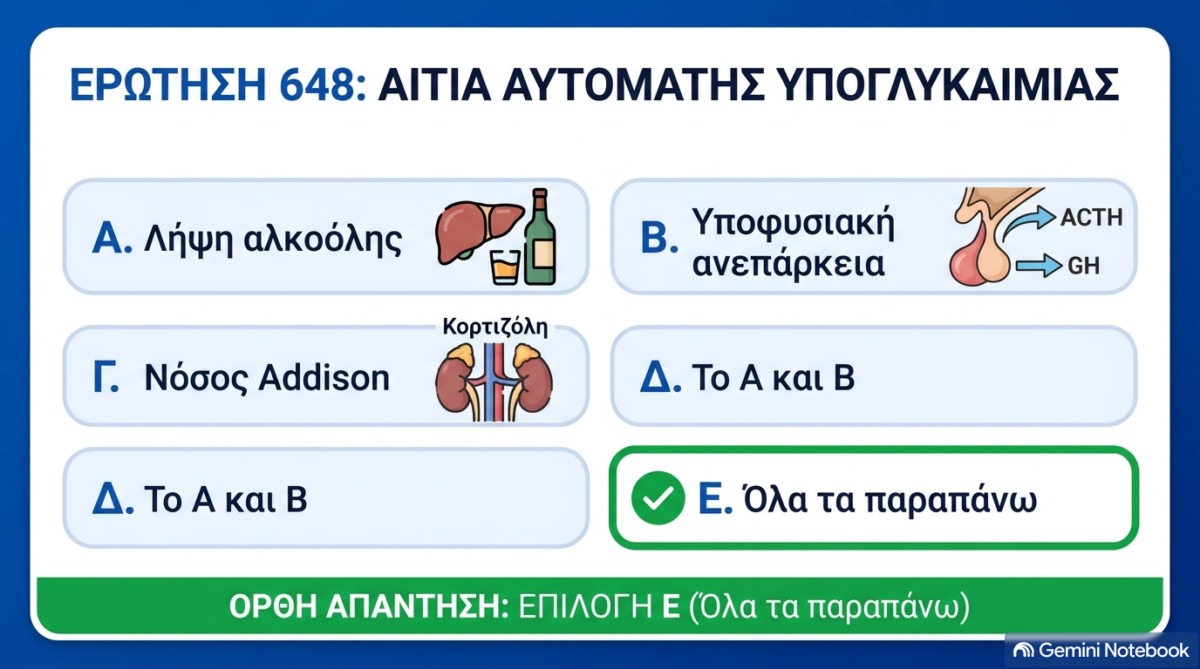 ΕΡΩΤΗΣΗ 648: ΑΙΤΙΑ ΑΥΤΟΜΑΤΗΣ ΥΠΟΓΛΥΚΑΙΜΙΑΣ
Α. Λήψη αλκοόλης
Β. Υποφυσιακή
ανεπάρκεια
ACTH
GH
Γ. Νόσος Addison
Κορτιζόλη
Δ. Το Α και Β
Δ. Το Α και Β
Ε. Όλα τα παραπάνω
ΟΡΘΗ ΑΠΑΝΤΗΣΗ: ΕΠΙΛΟΓΗ Ε (Όλα τα παραπάνω)
Gemini Notebook